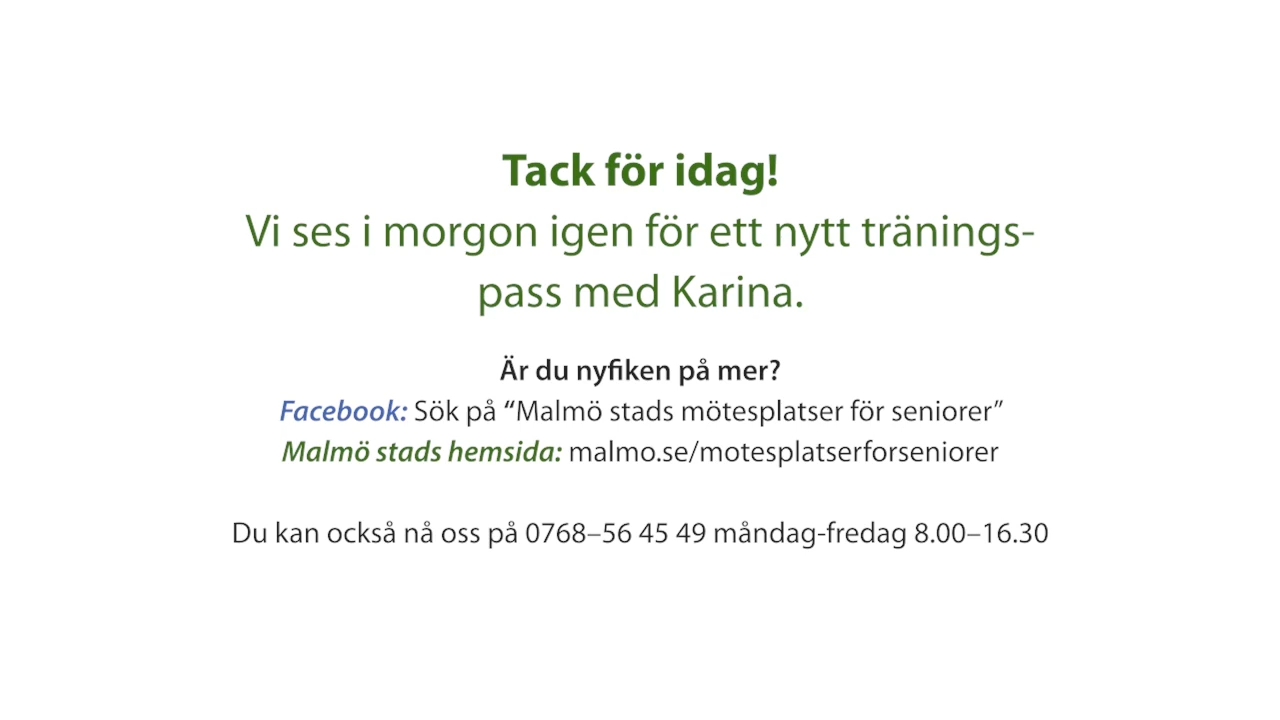 Tack för idag!
Vi ses i morgon igen för ett nytt tränings-
pass med Karina.
Är du nyfiken på mer?
Facebook: Sök på “Malmö stads mötesplatser för seniorer”
Malmö stads hemsida: malmo.se/motesplatserforseniorer
Du kan också nå oss på 0768–56 45 49 måndag-fredag 8.00–16.30